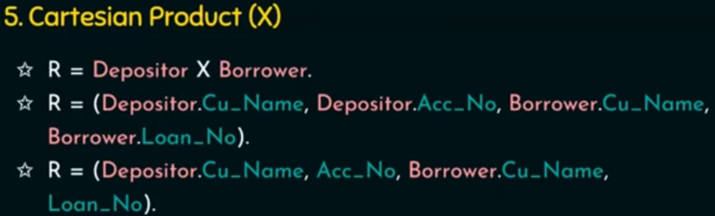 5. Cartesian Product (X)
☆ R = Depositor X Borrower.
☆ R = (Depositor.Cu_Name, Depositor.Acc_No, Borrower.Cu_Name,
Borrower.Loan_No).
☆ R = (Depositor.Cu_Name, Acc_No, Borrower.Cu_Name,
Loan_No).